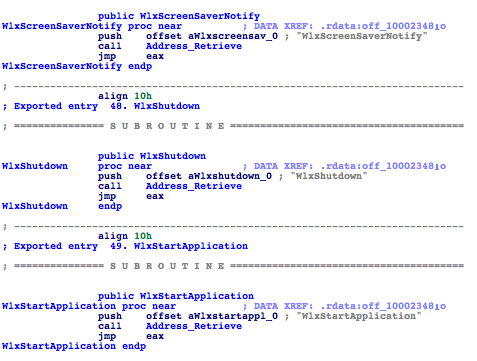 public WlxScreenSaverNotify
WlxScreenSaverNotify proc near ; DATA XREF: .rdata:off_10002348↓o
push offset aWlxscreensav_0 ; "WlxScreenSaverNotify"
call Address_Retrieve
jmp eax
WlxScreenSaverNotify endp
; ---------------------------------------------------------------------------
align 10h
; Exported entry 48. WlxShutdown
; =============== S U B R O U T I N E =======================================
public WlxShutdown
WlxShutdown proc near ; DATA XREF: .rdata:off_10002348↓o
push offset aWlxshutdown_0 ; "WlxShutdown"
call Address_Retrieve
jmp eax
WlxShutdown endp
; ---------------------------------------------------------------------------
align 10h
; Exported entry 49. WlxStartApplication
; =============== S U B R O U T I N E =======================================
public WlxStartApplication
WlxStartApplication proc near ; DATA XREF: .rdata:off_10002348↓o
push offset aWlxstartappl_0 ; "WlxStartApplication"
call Address_Retrieve
jmp eax
WlxStartApplication endp